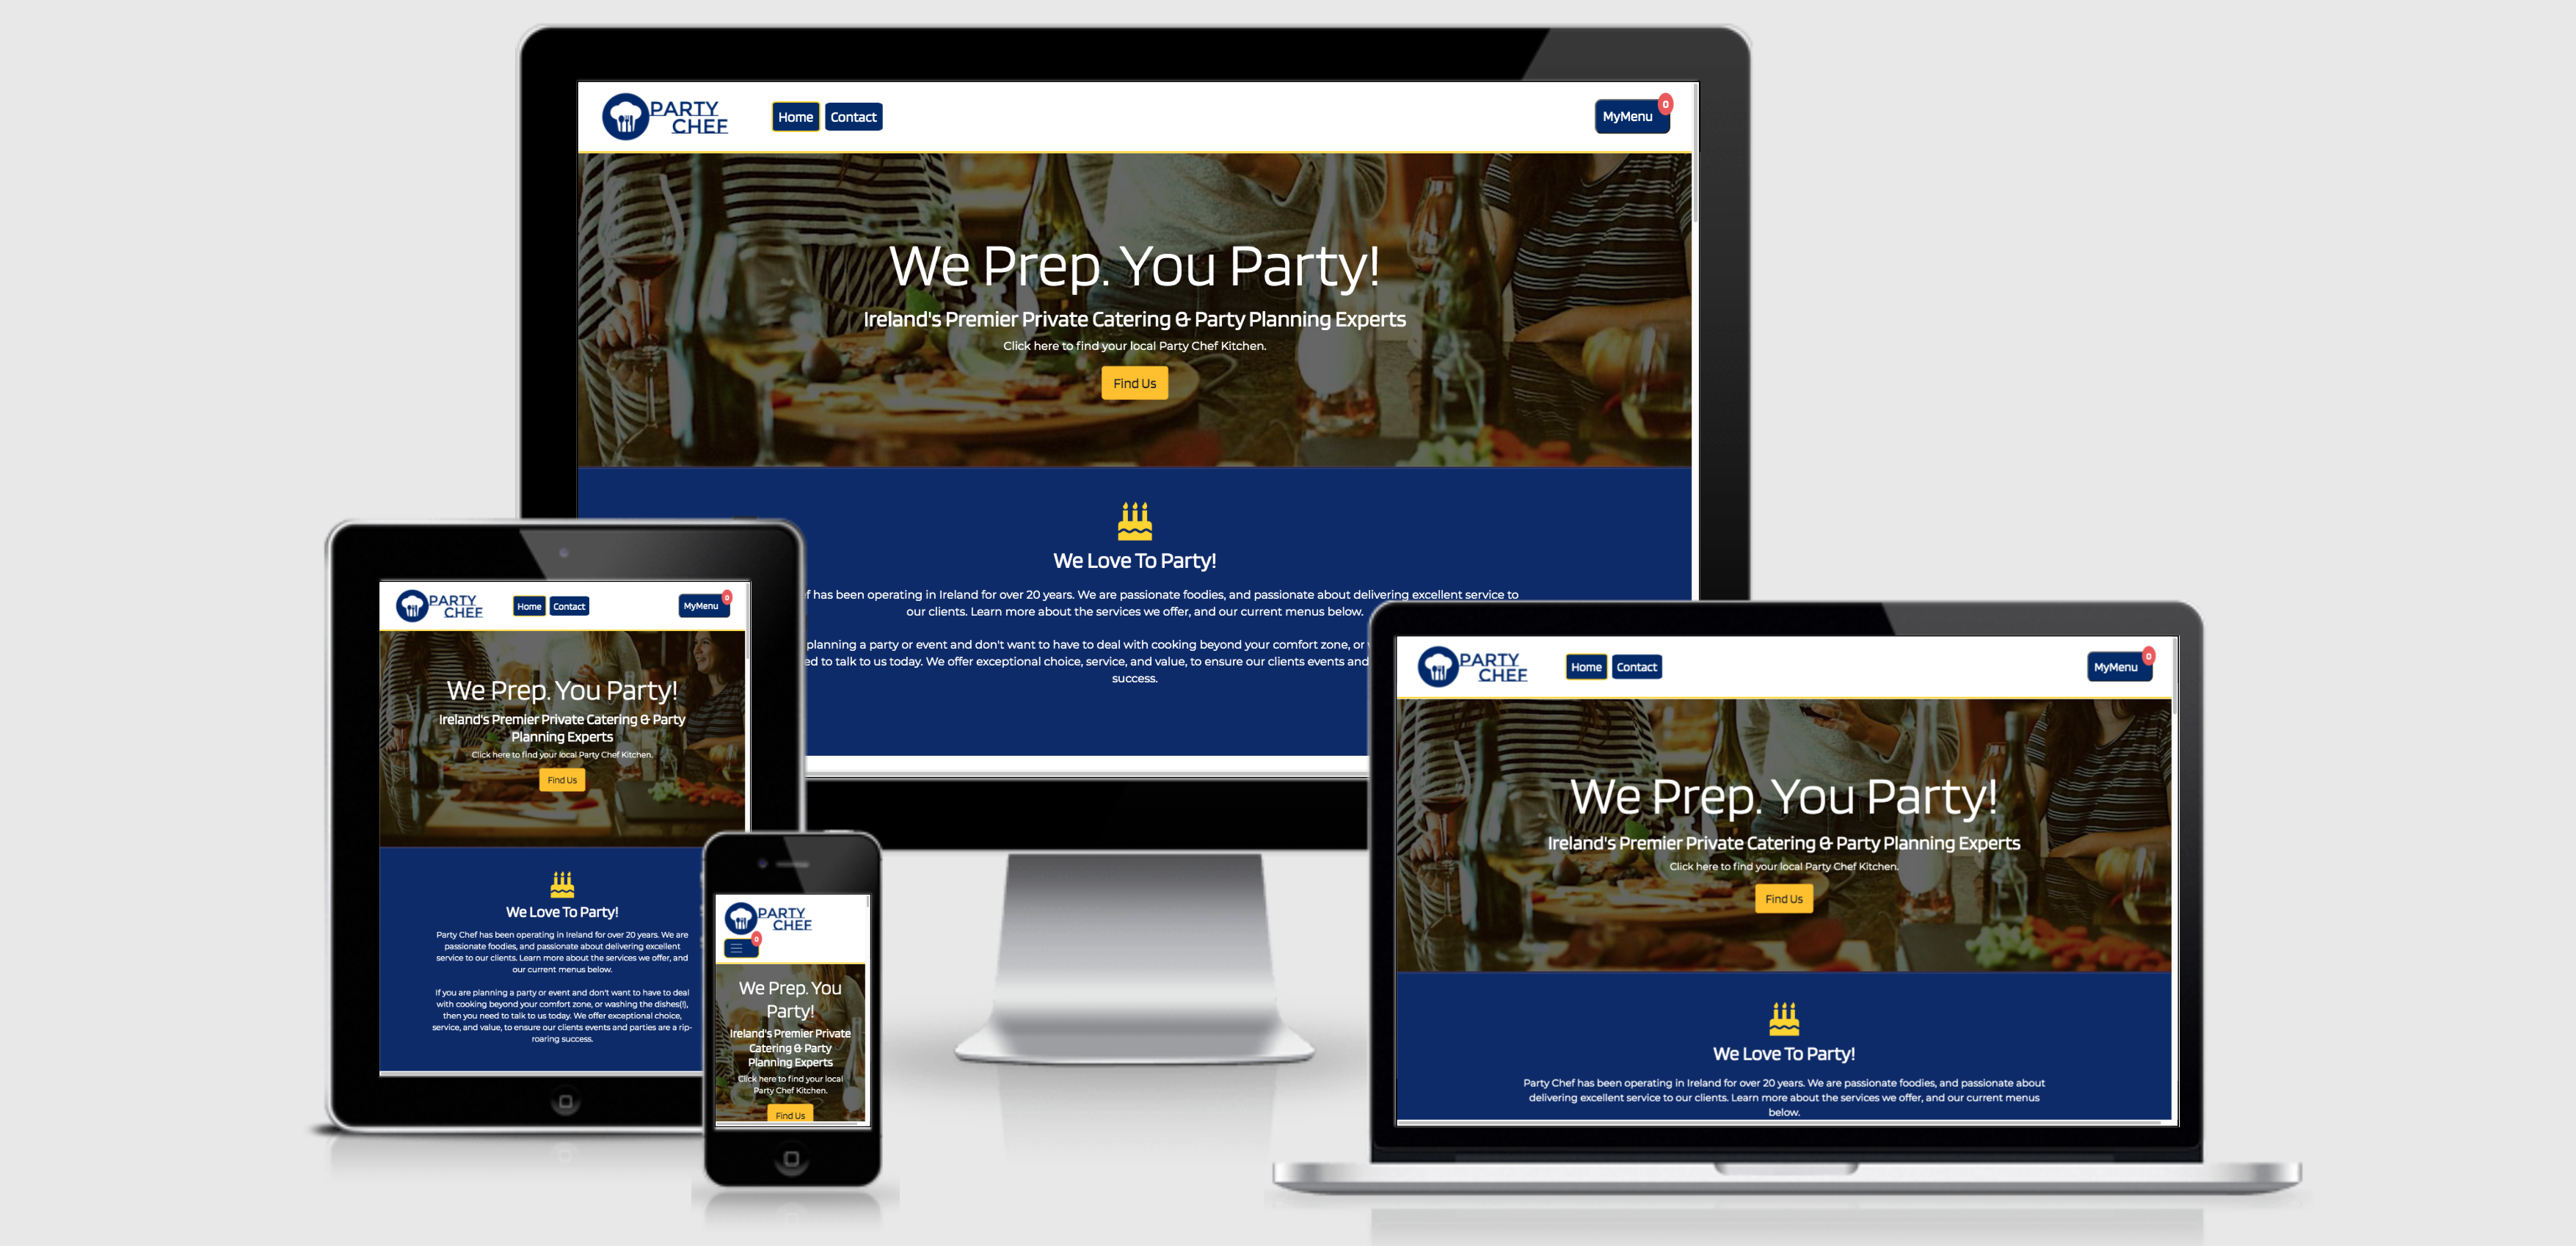 PARTY
CHEF
Home
Contact
MyMenu
0
We Prep. You Party!
Ireland's Premier Private Catering & Party Planning Experts
Click here to find your local Party Chef Kitchen.
Find Us
We Love To Party!
has been operating in Ireland for over 20 years. We are passionate foodies, and passionate about delivering excellent service to
our clients. Learn more about the services we offer, and our current menus below.
planning a party or event and don't want to have to deal with cooking beyond your comfort zone, or
to talk to us today. We offer exceptional choice, service, and value, to ensure our clients events and
success.
PARTY
CHEF
Home
Contact
MyMenu
0
We Prep. You Party!
Ireland's Premier Private Catering & Party
Planning Experts
Click here to find your local Party Chef Kitchen.
Find Us
We Love To Party!
Party Chef has been operating in Ireland for over 20 years. We are
passionate foodies, and passionate about delivering excellent
service to our clients. Learn more about the services we offer, and
our current menus below.
If you are planning a party or event and don't want to have to deal
with cooking beyond your comfort zone, or washing the dishes(!),
then you need to talk to us today. We offer exceptional choice,
service, and value, to ensure our clients events and parties are a rip-
roaring success.
PARTY
CHEF
0
We Prep. You
Party!
Ireland's Premier Private
Catering & Party
Planning Experts
Click here to find your local
Party Chef Kitchen.
Find Us
PARTY
CHEF
Home
Contact
MyMenu
0
We Prep. You Party!
Ireland's Premier Private Catering & Party Planning Experts
Click here to find your local Party Chef Kitchen.
Find Us
We Love To Party!
Party Chef has been operating in Ireland for over 20 years. We are passionate foodies, and passionate about
delivering excellent service to our clients. Learn more about the services we offer, and our current menus
below.